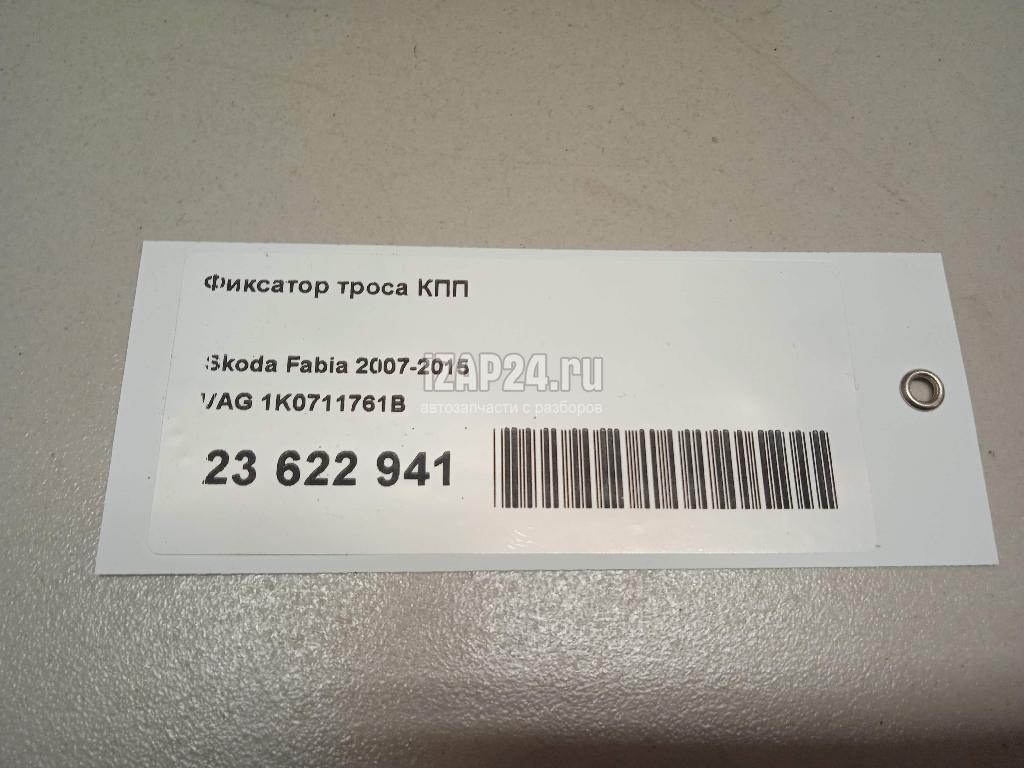 Фиксатор троса КПП
Skoda Fabia 2007-2015
iZAP24.ru
VAG 1K0711761B
автозапчасти с разборов
23 622 941